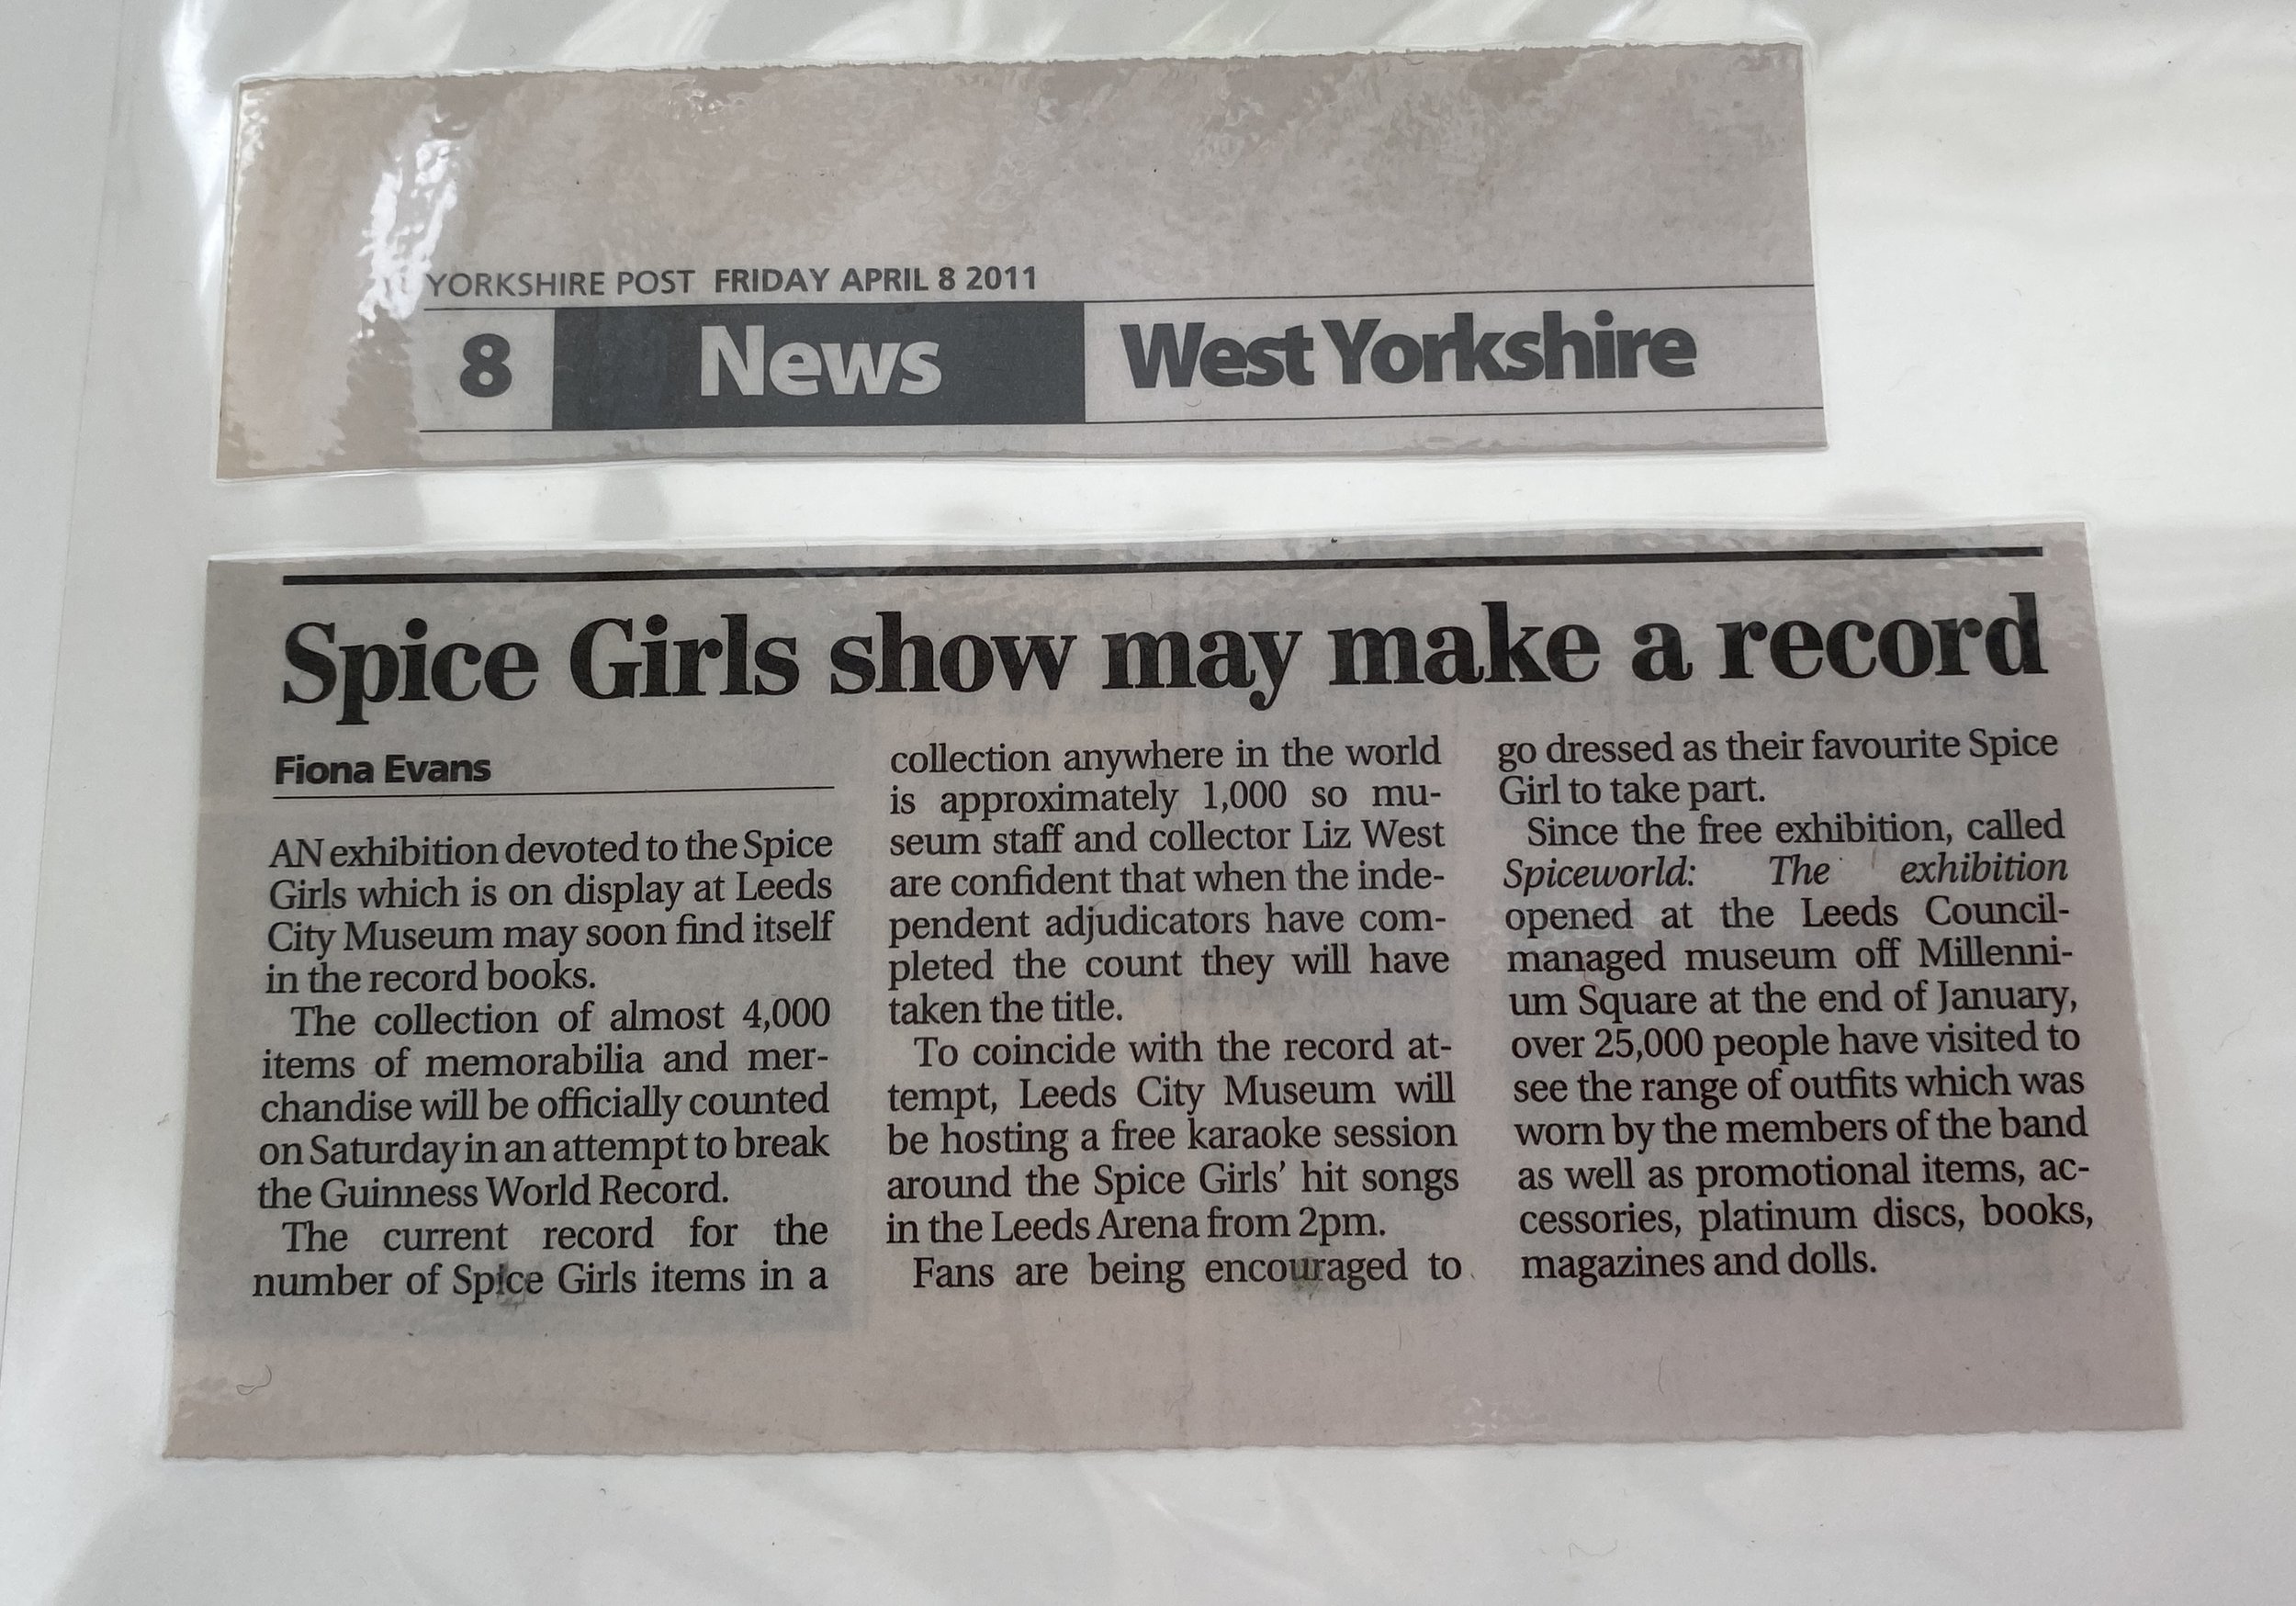 YORKSHIRE POST FRIDAY APRIL 8 2011
8 News West Yorkshire
Spice Girls show may make a record
Fiona Evans
AN exhibition devoted to the Spice
Girls which is on display at Leeds
City Museum may soon find itself
in the record books.
The collection of almost 4,000
items of memorabilia and mer-
chandise will be officially counted
on Saturday in an attempt to break
the Guinness World Record.
The current record for the
number of Spice Girls items in a
collection anywhere in the world
is approximately 1,000 so mu-
seum staff and collector Liz West
are confident that when the inde-
pendent adjudicators have com-
pleted the count they will have
taken the title.
To coincide with the record at-
tempt, Leeds City Museum will
be hosting a free karaoke session
around the Spice Girls’ hit songs
in the Leeds Arena from 2pm.
Fans are being encouraged to
go dressed as their favourite Spice
Girl to take part.
Since the free exhibition, called
Spiceworld: The exhibition
opened at the Leeds Council-
managed museum off Millenni-
um Square at the end of January,
over 25,000 people have visited to
see the range of outfits which was
worn by the members of the band
as well as promotional items, ac-
cessories, platinum discs, books,
magazines and dolls.